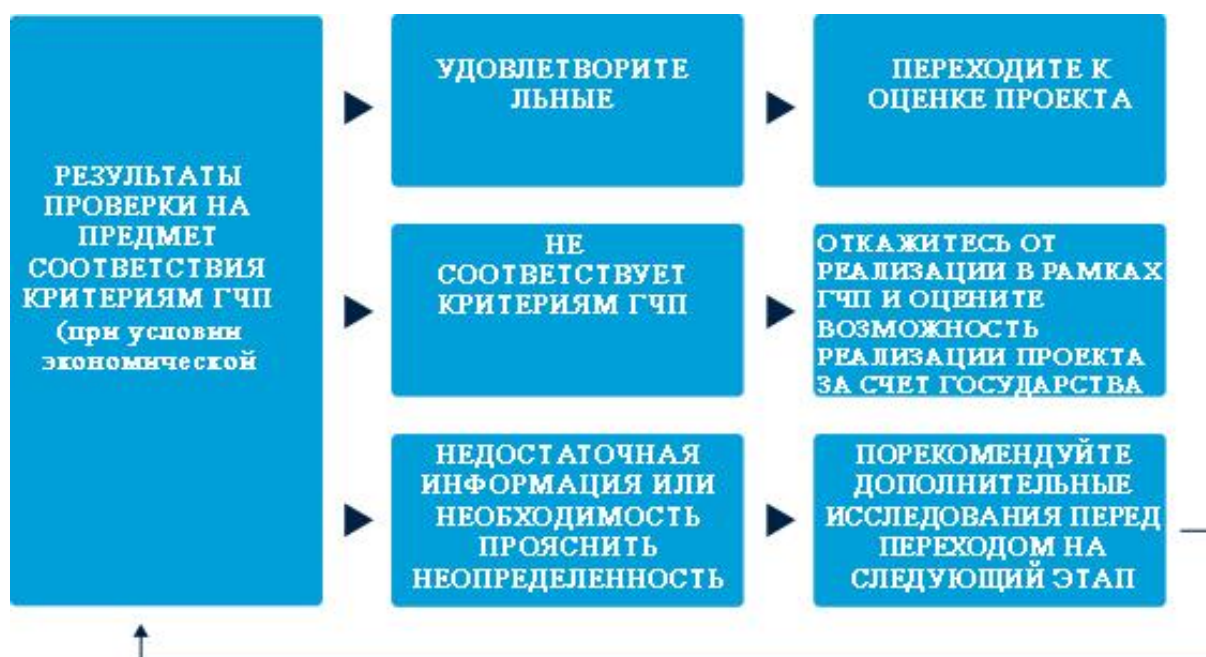 РЕЗУЛЬТАТЫ
ПРОВЕРКИ НА
ПРЕДМЕТ
СООТВЕТСТВИЯ
КРИТЕРИЯМ ГЧП
(при условии
экономической
УДОВЛЕТВОРИТЕ
ЛЬНЫЕ
ПЕРЕХОДИТЕ К
ОЦЕНКЕ ПРОЕКТА
НЕ
СООТВЕТСТВУЕТ
КРИТЕРИЯМ ГЧП
ОТКАЖИТЕСЬ ОТ
РЕАЛИЗАЦИИ В РАМКАХ
ГЧП И ОЦЕНИТЕ
ВОЗМОЖНОСТЬ
РЕАЛИЗАЦИИ ПРОЕКТА
ЗА СЧЕТ ГОСУДАРСТВА
НЕДОСТАТОЧНАЯ
ИНФОРМАЦИЯ ИЛИ
НЕОБХОДИМОСТЬ
ПРОЯСНИТЬ
НЕОПРЕДЕЛЕННОСТЬ
ПОРЕКОМЕНДУЙТЕ
ДОПОЛНИТЕЛЬНЫЕ
ИССЛЕДОВАНИЯ ПЕРЕД
ПЕРЕХОДОМ НА
СЛЕДУЮЩИЙ ЭТАП